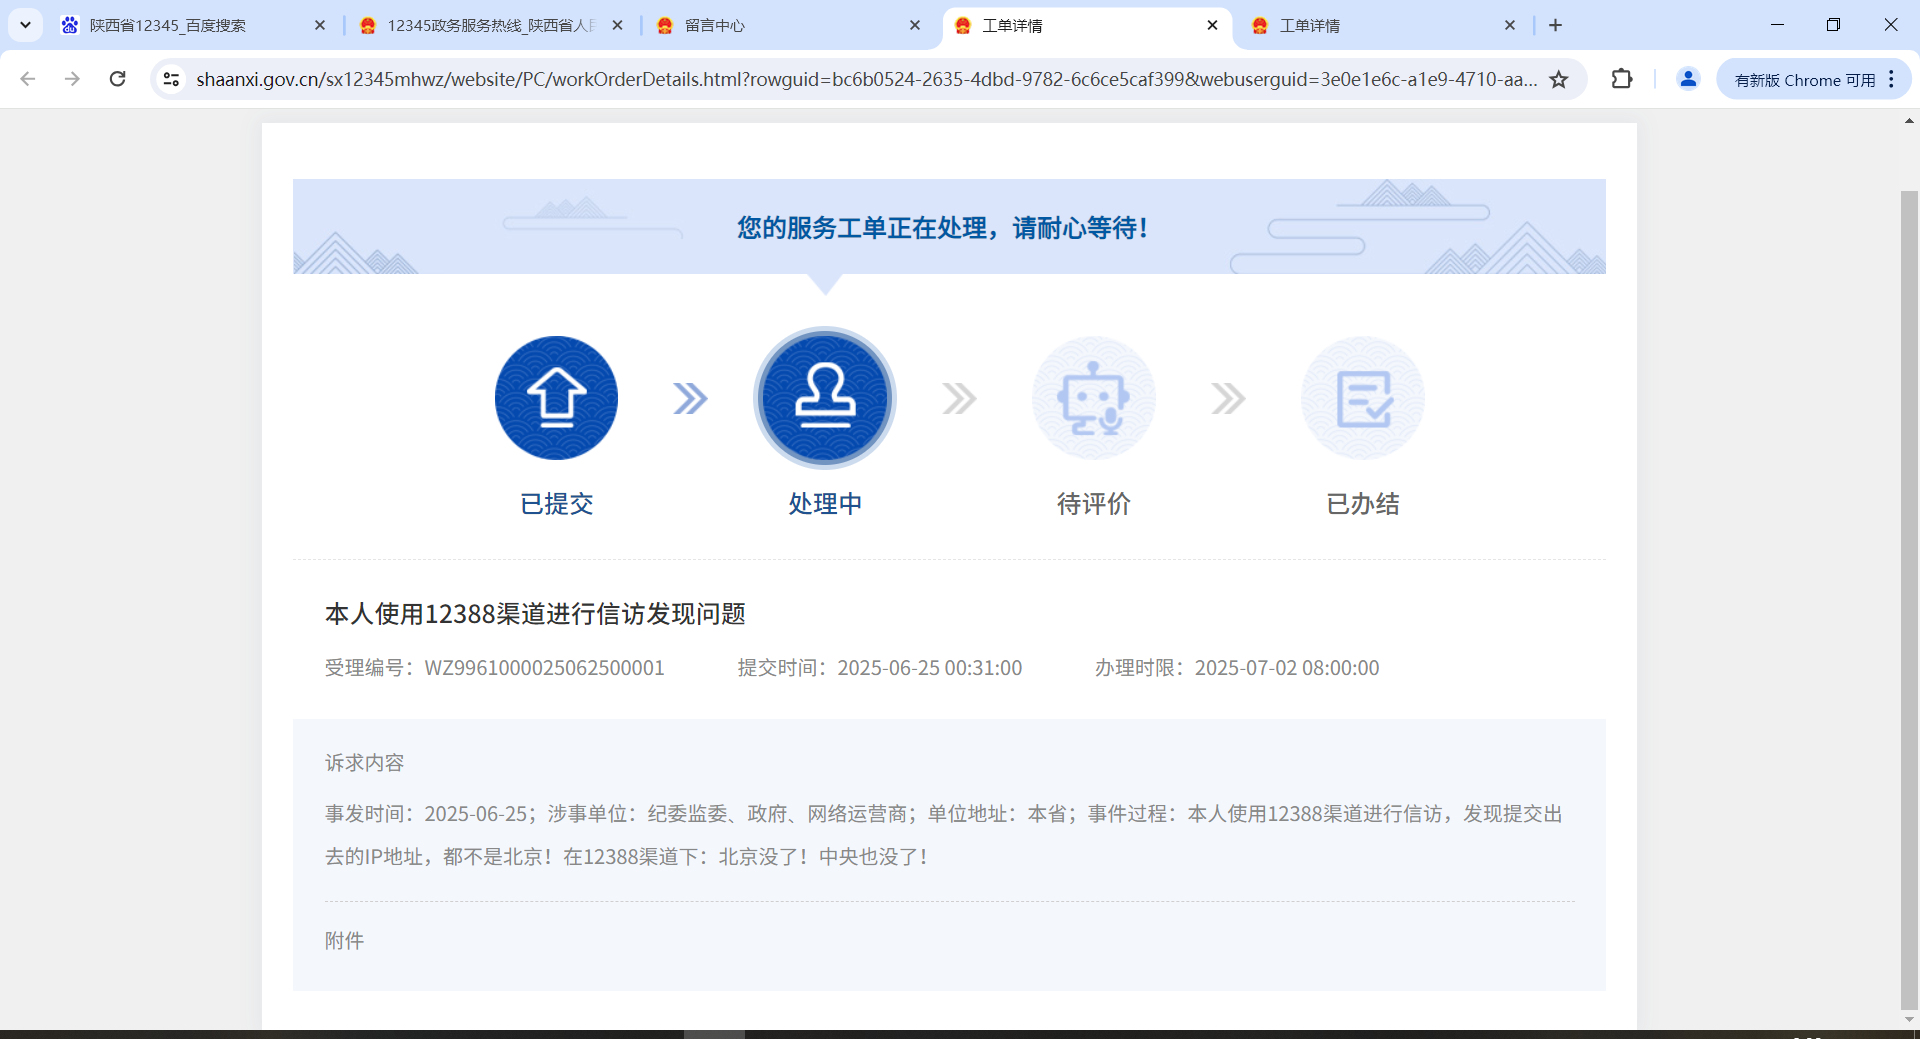 陕西省12345_百度搜索
12345政务服务热线_陕西省人民
留言中心
工单详情
工单详情
shaanxi.gov.cn/sx12345mhwz/website/PC/workOrderDetails.html?rowguid=bc6b0524-2635-4dbd-9782-6c6ce5caf399&webuserguid=3e0e1e6c-a1e9-4710-aa...
有新版 Chrome 可用
您的服务工单正在处理，请耐心等待！
已提交
处理中
待评价
已办结
本人使用12388渠道进行信访发现问题
受理编号：WZ9961000025062500001
提交时间：2025-06-25 00:31:00
办理时限：2025-07-02 08:00:00
诉求内容
事发时间：2025-06-25；涉事单位：纪委监委、政府、网络运营商；单位地址：本省；事件过程：本人使用12388渠道进行信访，发现提交出
去的IP地址，都不是北京！在12388渠道下：北京没了！中央也没了！
附件